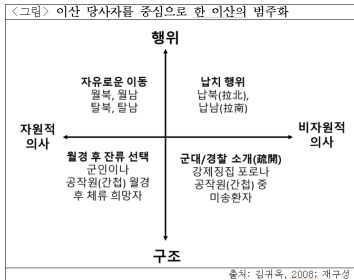 <그림> 이산 당사자를 중심으로 한 이산의 범주화
행위
자유로운 이동
월북, 월남
탈북, 탈남
납치 행위
납북(拉北),
납남(拉南)
자원적
의사
비자원적
의사
월경 후 잔류 선택
군인이나
공작원(간첩) 월경
후 체류 희망자
군대/경찰 소개(疏開)
강제징집 포로나
공작원(간첩) 중
미송환자
구조
출처: 김귀옥, 2006; 재구성